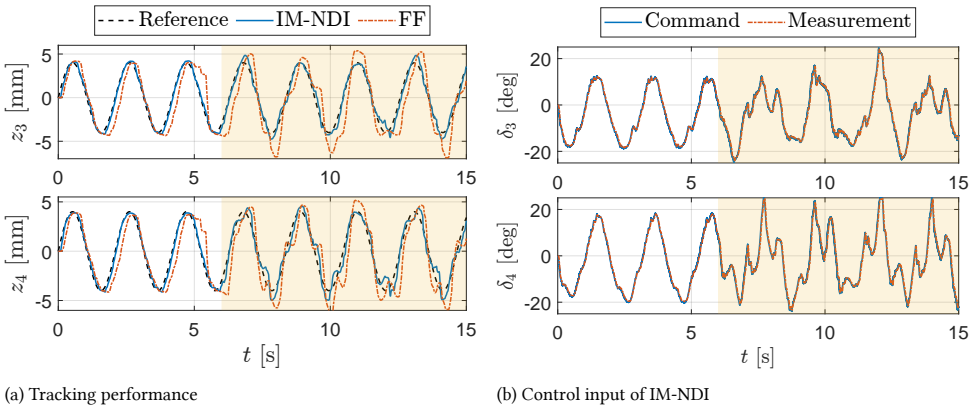 Reference IM-NDI FF
Command Measurement
z3 [mm]
5
0
-5
0 5 10 15
z4 [mm]
5
0
-5
0 5 10 15
t [s]
δ3 [deg]
20
0
-20
0 5 10 15
δ4 [deg]
20
0
-20
0 5 10 15
t [s]
(a) Tracking performance
(b) Control input of IM-NDI